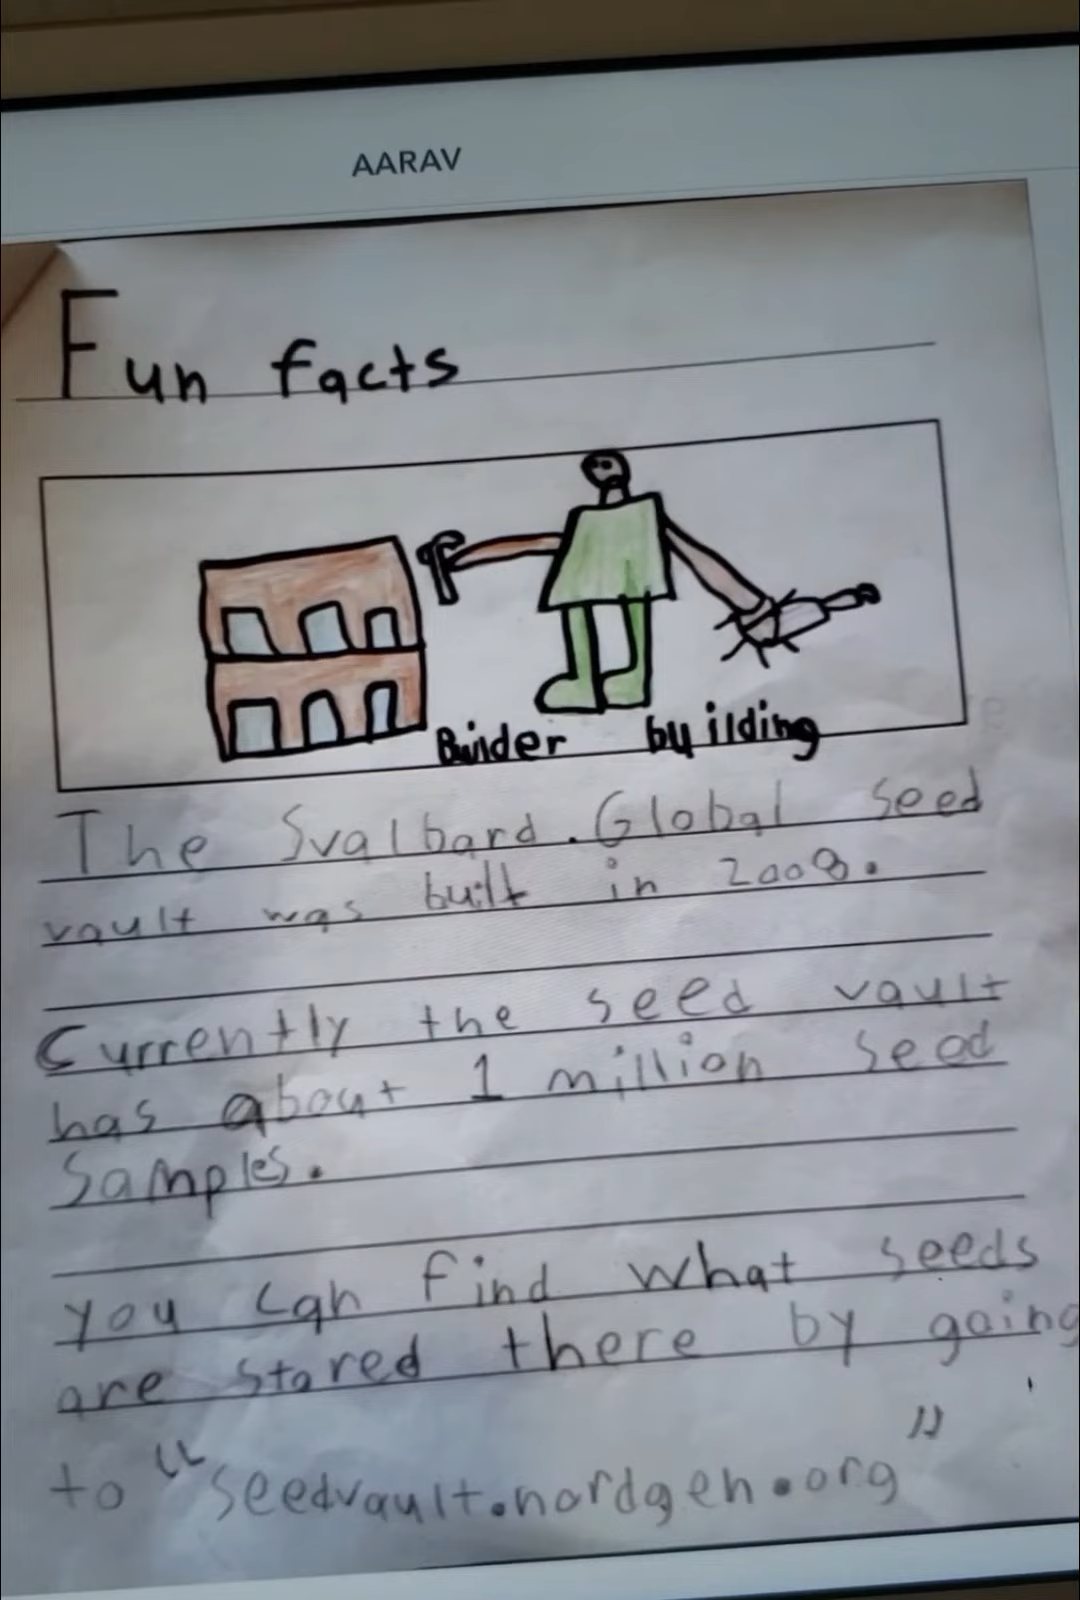 AARAV
Fun facts
Buider building
The Svalbard. Global seed
vault was built in 2008.
Currently the seed vault
has about 1 million seed
Samples.
you can find what seeds
are stored there by going
to "seedvault.nordgen.org"